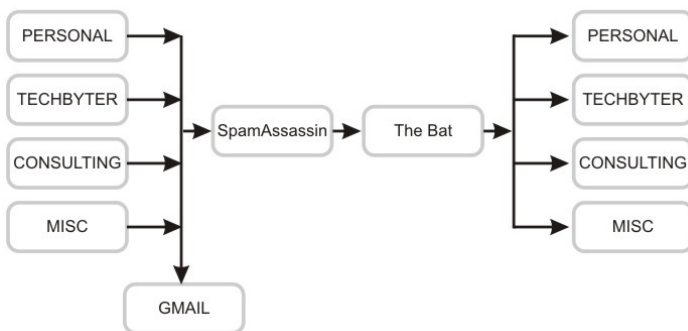 PERSONAL
TECHBYTER
CONSULTING
MISC
GMAIL
SpamAssassin
The Bat
PERSONAL
TECHBYTER
CONSULTING
MISC